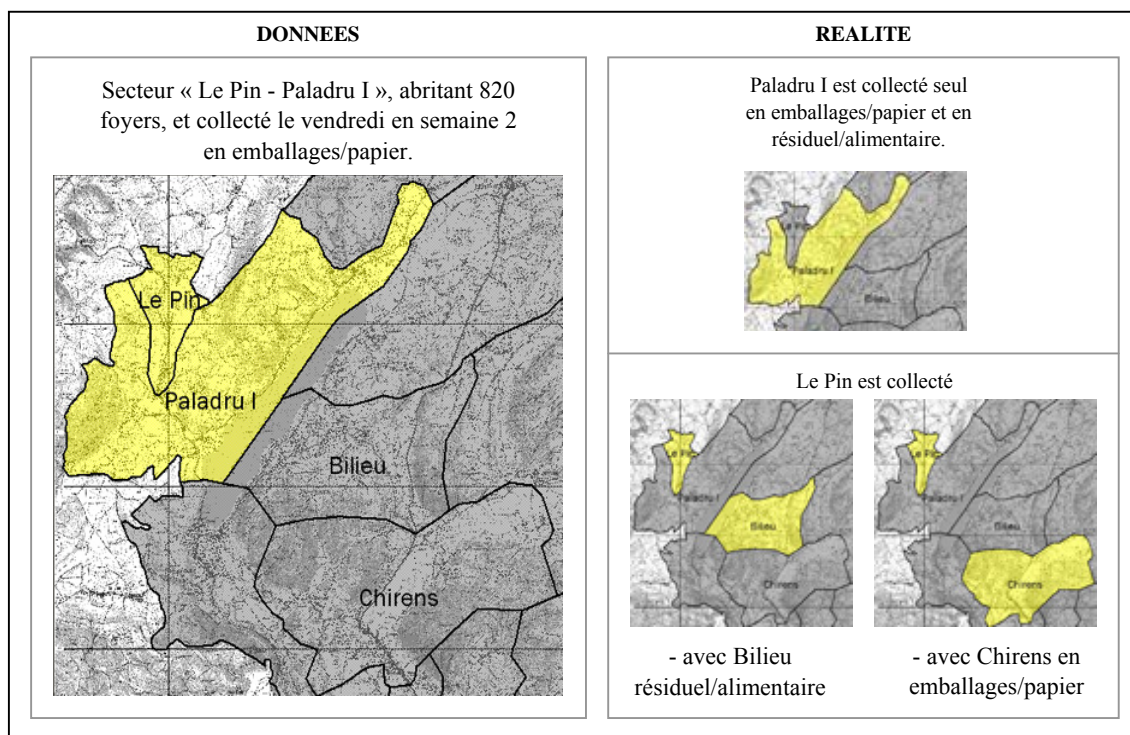 DONNEES
Secteur « Le Pin - Paladru I », abritant 820
foyers, et collecté le vendredi en semaine 2
en emballages/papier.
Le Pin
Paladru I
Bilieu
Chirens
REALITE
Paladru I est collecté seul
en emballages/papier et en
résiduel/alimentaire.
Le Pin
Paladru I
Bilieu
Le Pin est collecté
Le Pin
Paladru I
Bilieu
Chirens
- avec Bilieu
résiduel/alimentaire
Le Pin
Paladru I
Bilieu
Chirens
- avec Chirens en
emballages/papier